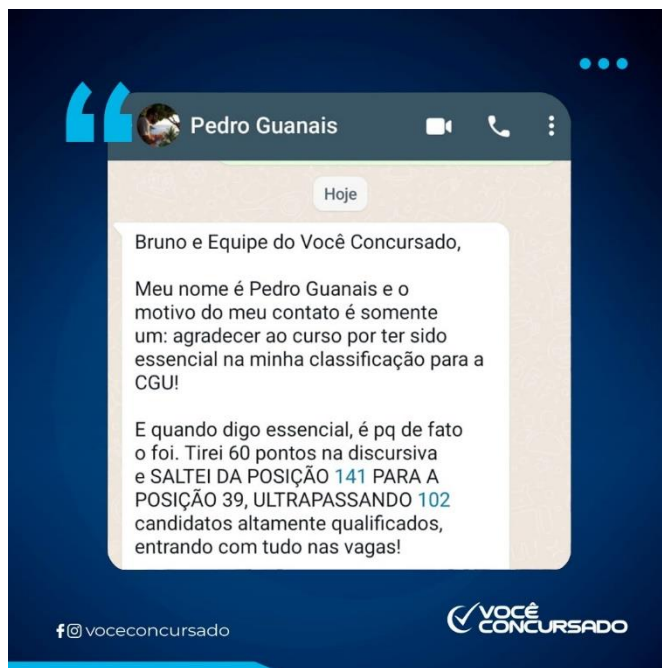 Pedro Guanais
Hoje
Bruno e Equipe do Você Concursado,
Meu nome é Pedro Guanais e o
motivo do meu contato é somente
um: agradecer ao curso por ter sido
essencial na minha classificação para a
CGU!
E quando digo essencial, é pq de fato
o foi. Tirei 60 pontos na discursiva
e SALTEI DA POSIÇÃO 141 PARA A
POSIÇÃO 39, ULTRAPASSANDO 102
candidatos altamente qualificados,
entrando com tudo nas vagas!
voceconcursado
VOCÊ
CONCURSADO